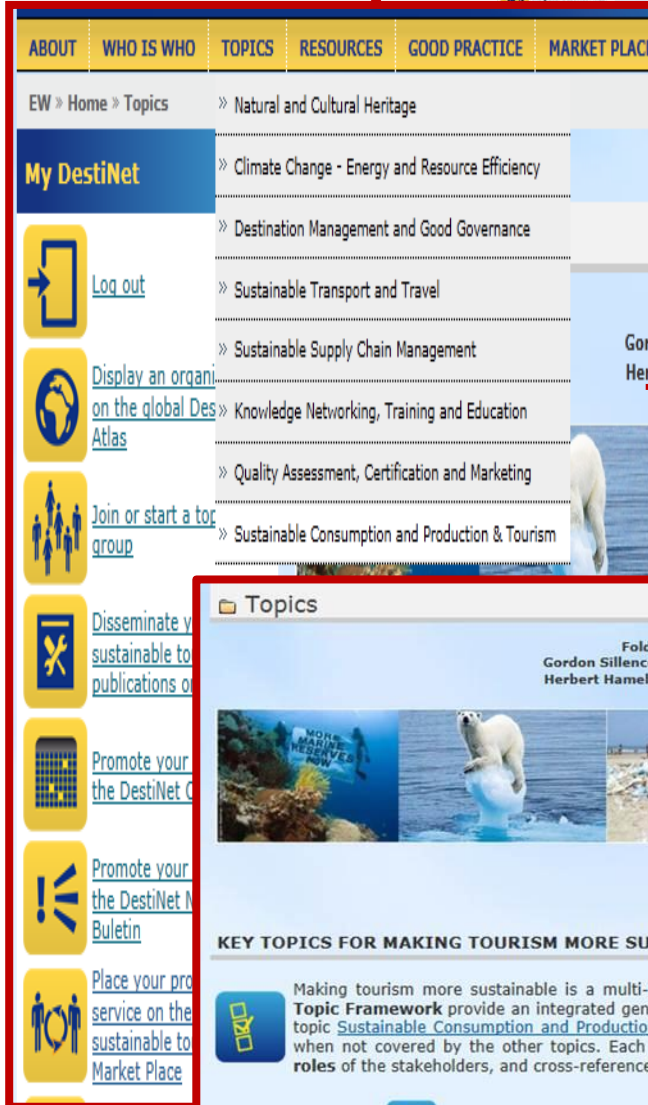 ABOUT WHO IS WHO TOPICS RESOURCES GOOD PRACTICE MARKET PLAC
EW » Home » Topics
» Natural and Cultural Heritage
» Climate Change - Energy and Resource Efficiency
» Destination Management and Good Governance
» Sustainable Transport and Travel
» Sustainable Supply Chain Management
» Knowledge Networking, Training and Education
» Quality Assessment, Certification and Marketing
» Sustainable Consumption and Production & Tourism
My DestiNet
Log out
Display an organi
on the global Des
Atlas
Join or start a top
group
Disseminate y
sustainable to
publications o
Promote your
the DestiNet C
Promote your
the DestiNet N
Buletin
Place your pro
service on the
sustainable to
Market Place
Gor
Her
Topics
Fold
Gordon Sillenc
Herbert Hamel
MORE
MARINE
RESERVES
NOW
KEY TOPICS FOR MAKING TOURISM MORE SU
Making tourism more sustainable is a multi-
Topic Framework provide an integrated gen
topic Sustainable Consumption and Productio
when not covered by the other topics. Each
roles of the stakeholders, and cross-reference